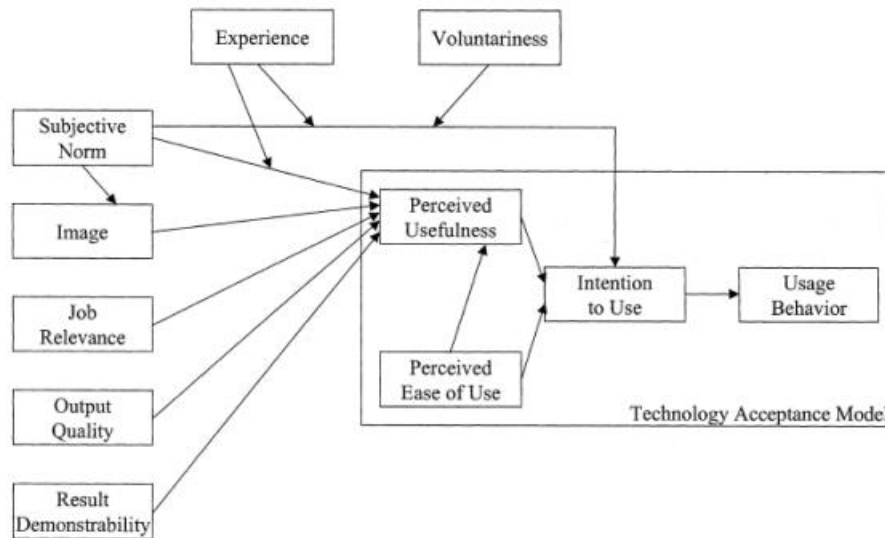 Experience
Voluntariness
Subjective
Norm
Image
Perceived
Usefulness
Job
Relevance
Intention
to Use
Usage
Behavior
Perceived
Ease of Use
Output
Quality
Technology Acceptance Model
Result
Demonstrability